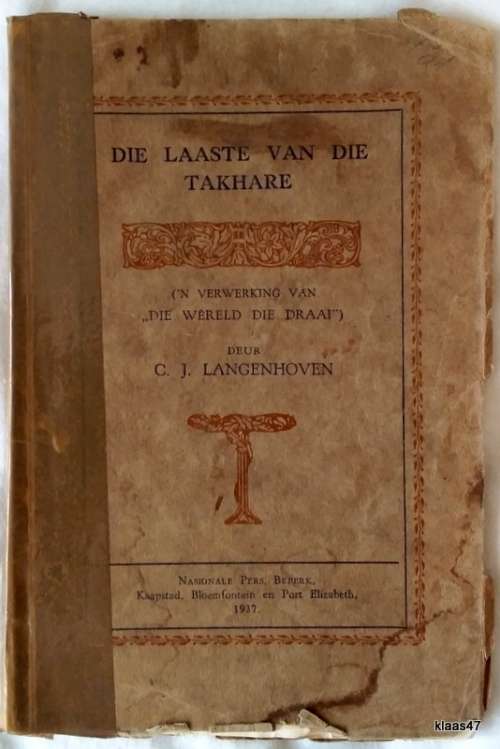 DIE LAASTE VAN DIE
TAKHARE
('N VERWERKING VAN
„DIE WÊRELD DIE DRAAI")
DEUR
C. J. LANGENHOVEN
NASIONALE PERS, BEPERK,
Kaapstad, Bloemfontein en Port Elizabeth,
1937.
klaas47